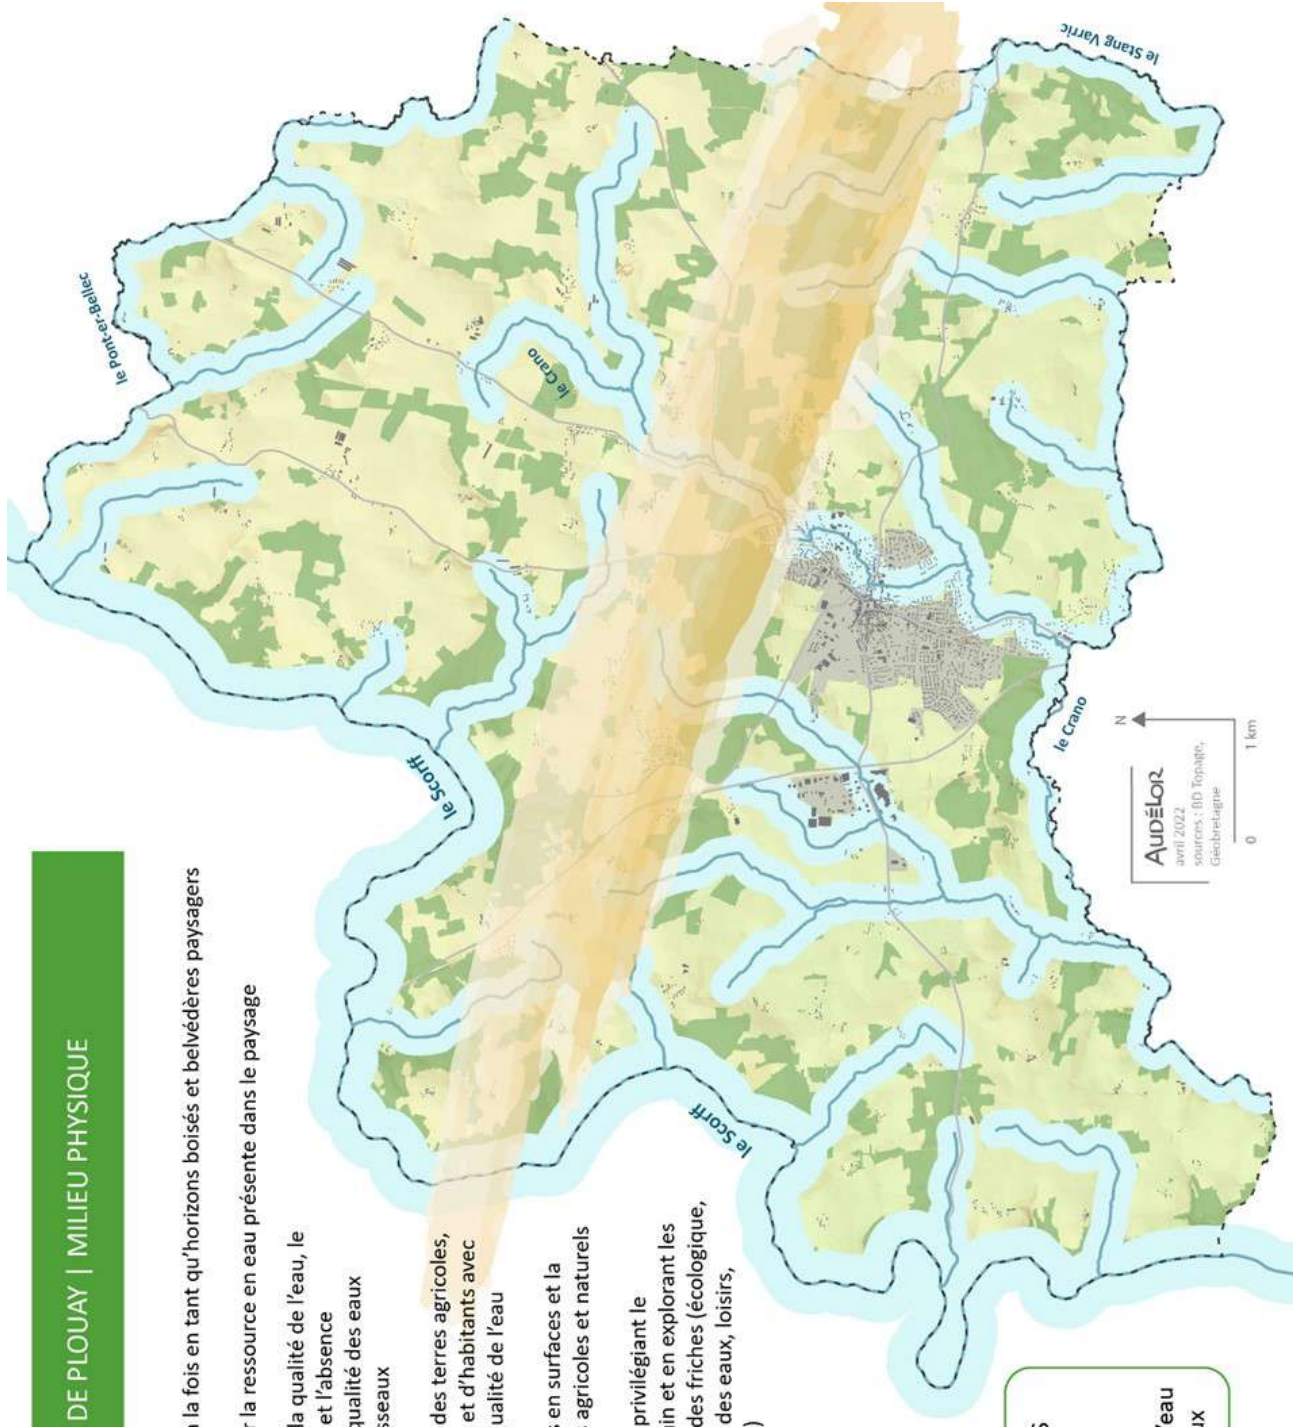 DE PLOUAY | MILIEU PHYSIQUE
la fois en tant qu'horizons boisés et belvédères paysagers
r la ressource en eau présente dans le paysage
la qualité de l'eau, le
et l'absence
qualité des eaux
sseaux
des terres agricoles,
et d'habitants avec
ualité de l'eau
s en surfaces et la
s agricoles et naturels
privilégiant le
in et en explorant les
des friches (écologique,
des eaux, loisirs,
)
s
'eau
ux
le Scorff
le Scorff
le Pont-er-Bellec
le Crano
le Stang Varric
le Crano
N
AUDÉLOR
avril 2022
sources : BD Topage,
Géobretagne
0 1 km